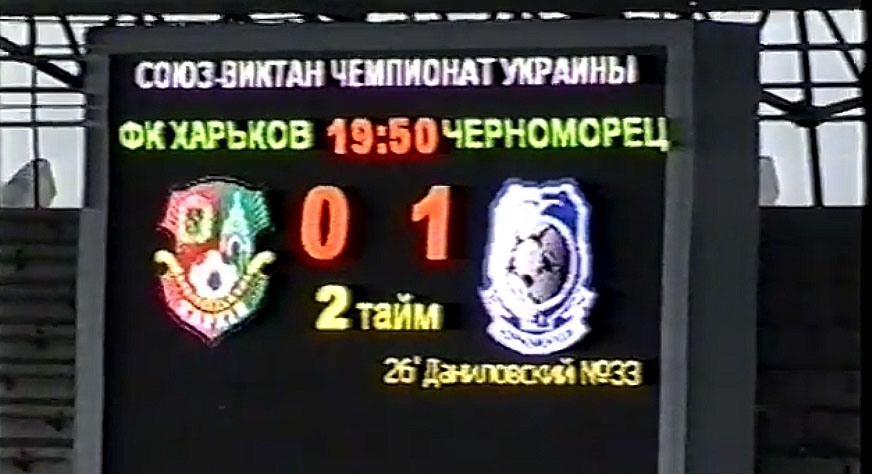 СОЮЗ-ВИКТАН ЧЕМПИОНАТ УКРАИНЫ
ФК ХАРЬКОВ 19:50 ЧЕРНОМОРЕЦ
0 1
2 тайм
26' Даниловский №33